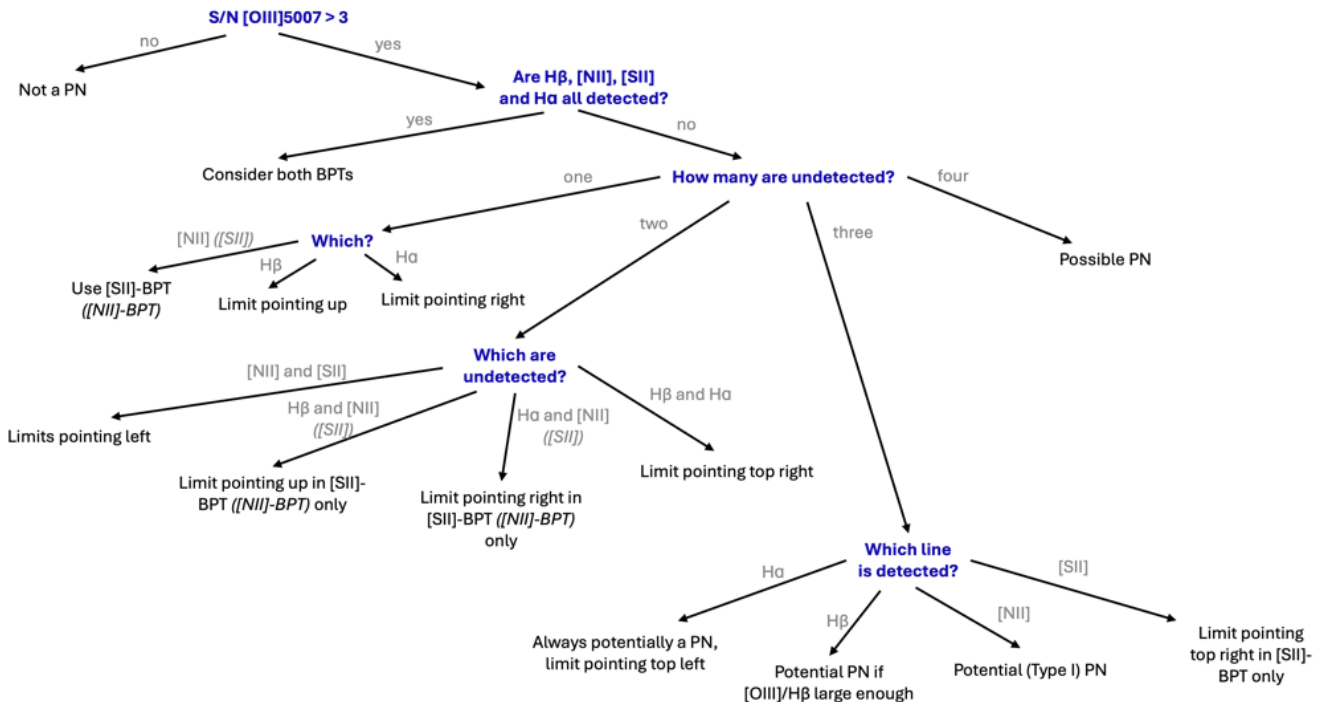 S/N [OIII]5007 > 3
no
yes
Not a PN
Are Hβ, [NII], [SII]
and Hα all detected?
yes
no
Consider both BPTs
How many are undetected?
one
two
three
four
Possible PN
Which?
[NII] ([SII])
Hβ
Hα
Use [SII]-BPT
([NII]-BPT)
Limit pointing up
Limit pointing right
Which are
undetected?
[NII] and [SII]
Hβ and [NII]
([SII])
Hα and [NII]
([SII])
Hβ and Hα
Limits pointing left
Limit pointing up in [SII]-
BPT ([NII]-BPT) only
Limit pointing right in
[SII]-BPT ([NII]-BPT)
only
Limit pointing top right
Which line
is detected?
Hα
Hβ
[NII]
[SII]
Always potentially a PN,
limit pointing top left
Potential PN if
[OIII]/Hβ large enough
Potential (Type I) PN
Limit pointing
top right in [SII]-
BPT only